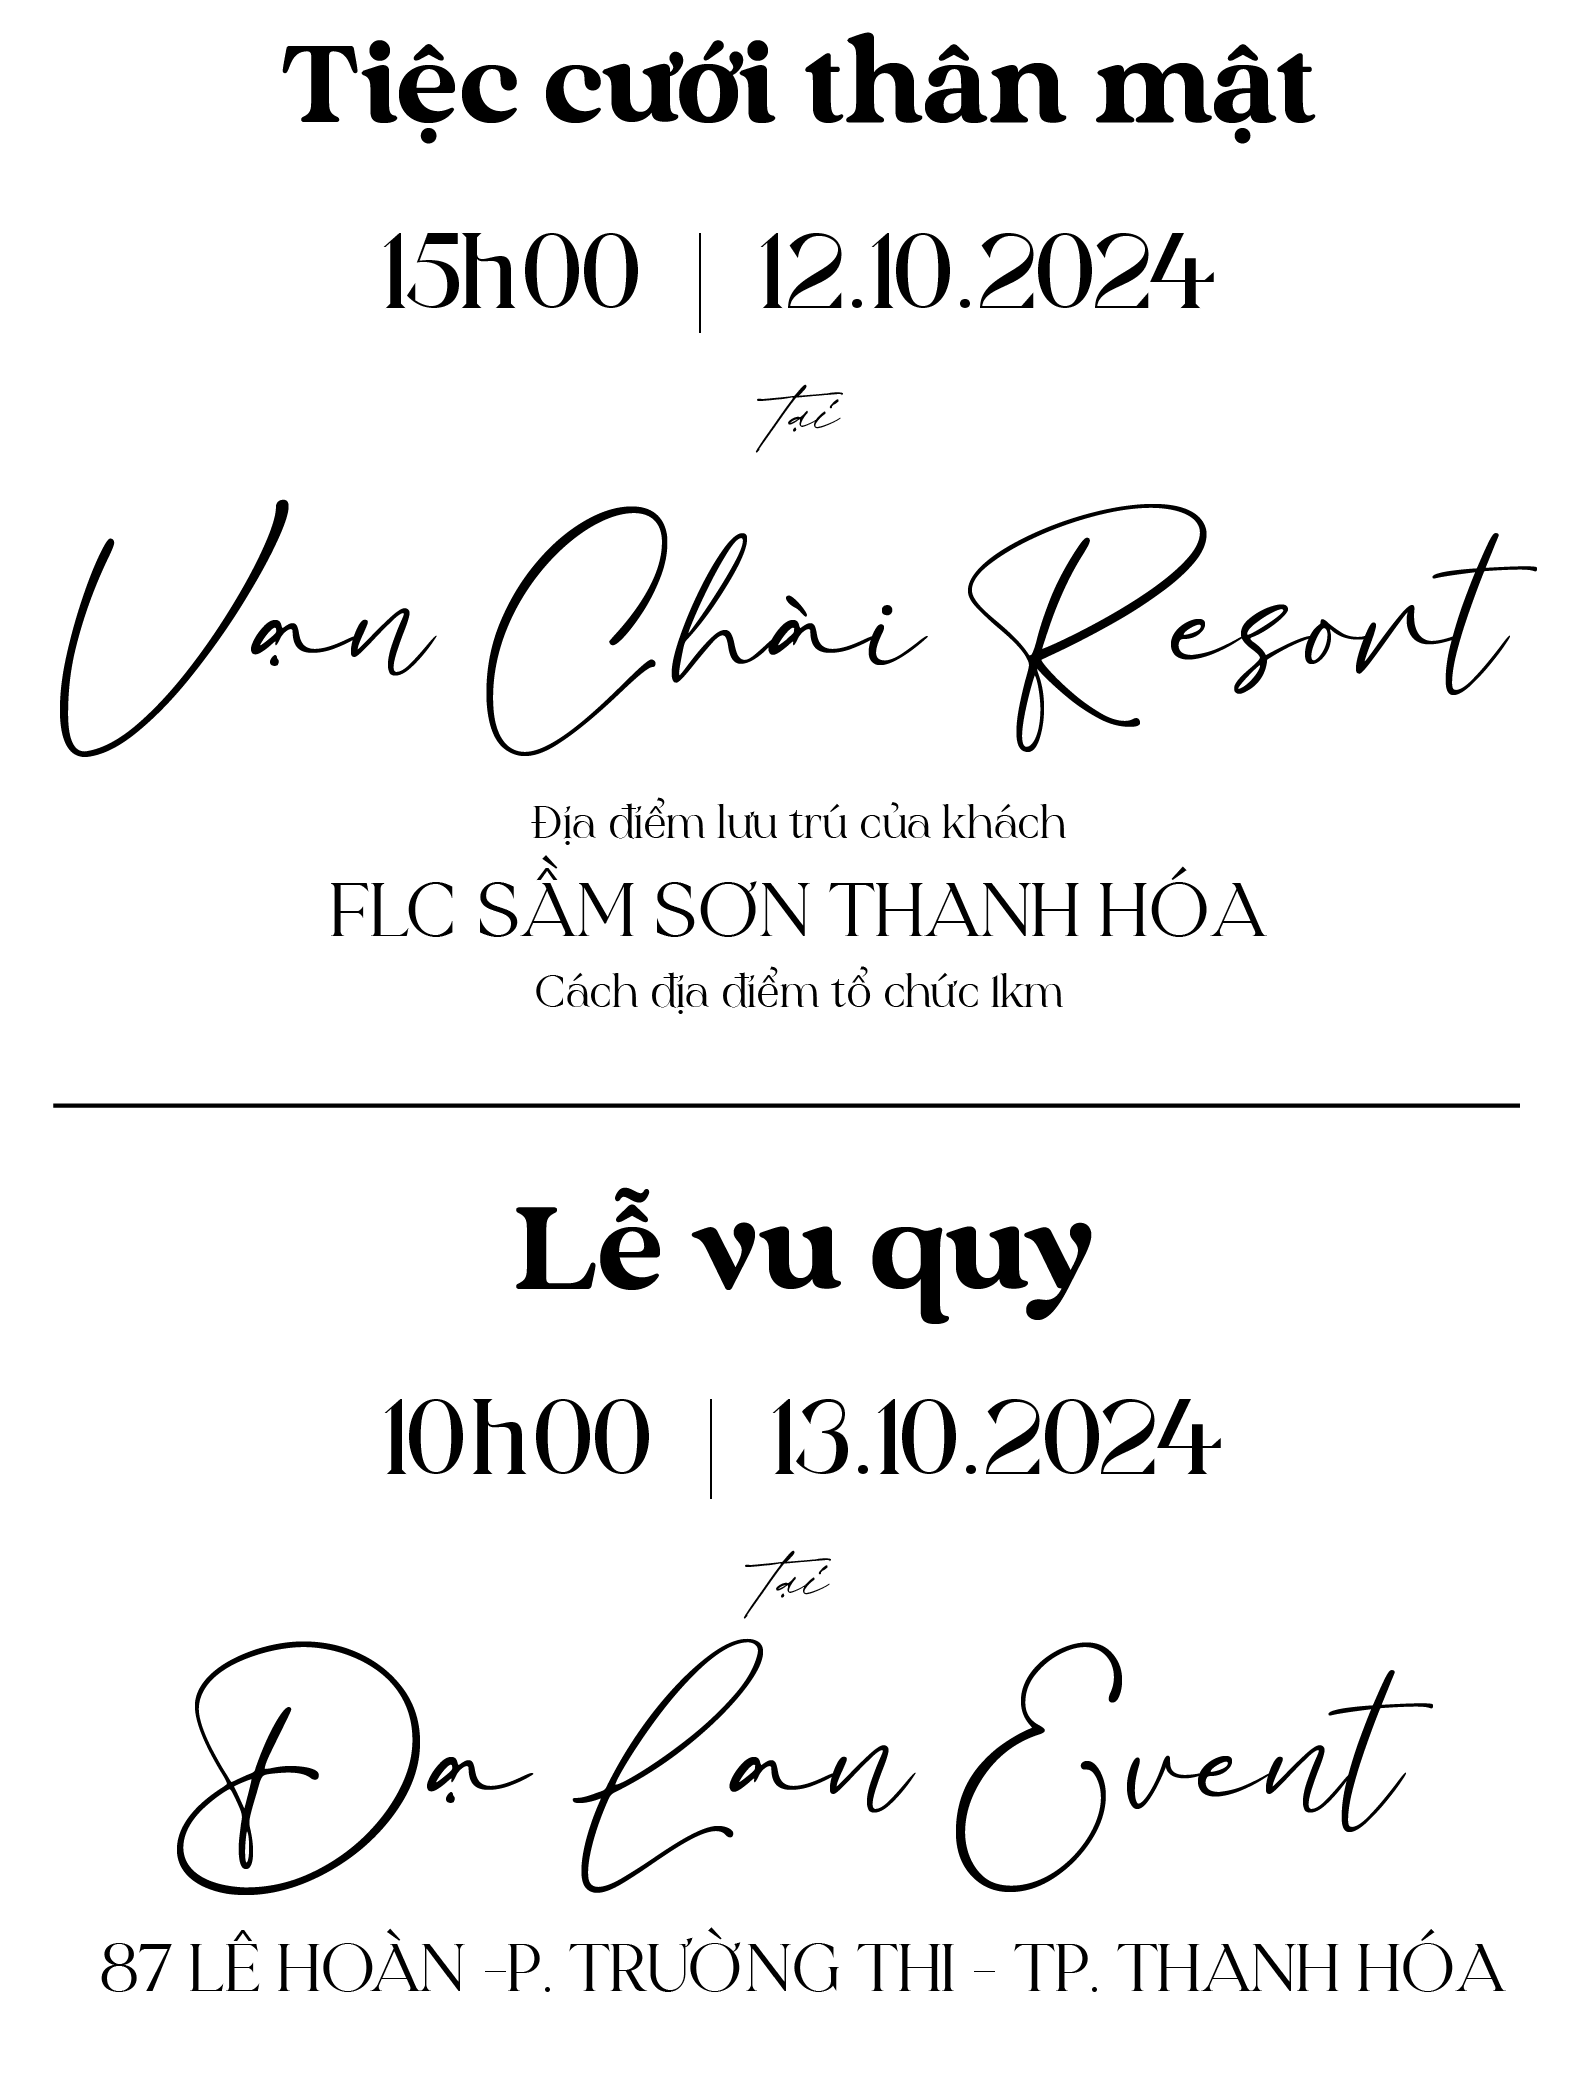 Tiệc cưới thân mật
15h00 | 12.10.2024
tại
Vạn Chài Resort
Địa điểm lưu trú của khách
FLC SẦM SƠN THANH HÓA
Cách địa điểm tổ chức 1km
Lễ vu quy
10h00 | 13.10.2024
tại
Dạ Lan Event
87 LÊ HOÀN -P. TRƯỜNG THI - TP. THANH HÓA